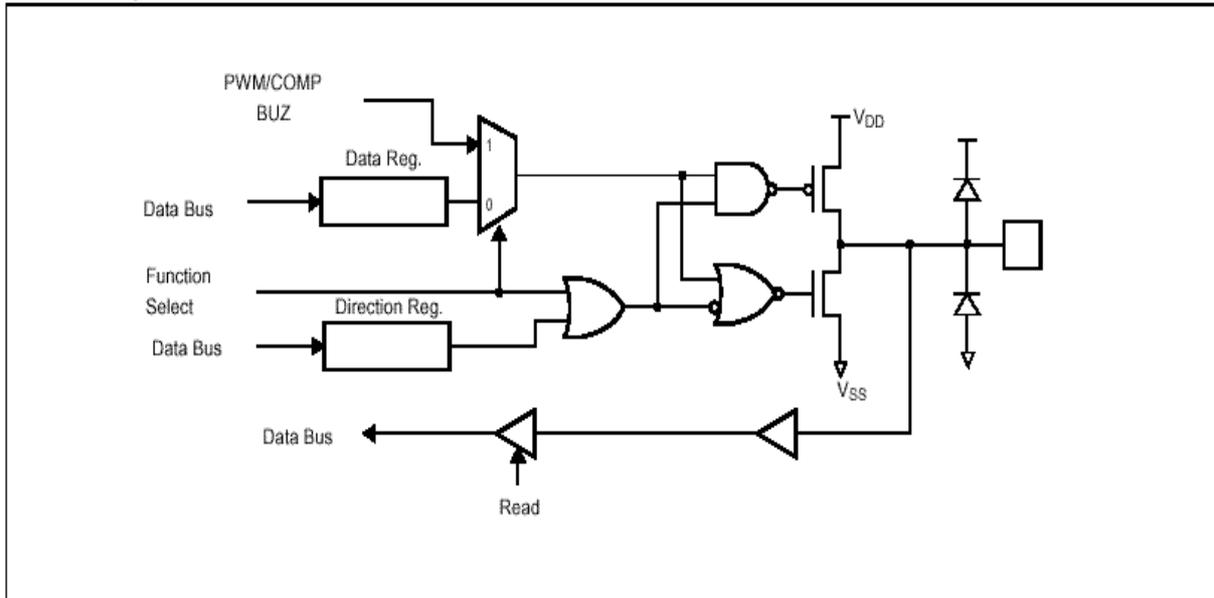 PWM/COMP
BUZ
Data Reg.
1
0
Data Bus
Function
Select
Direction Reg.
Data Bus
Data Bus
Read
VDD
VSS